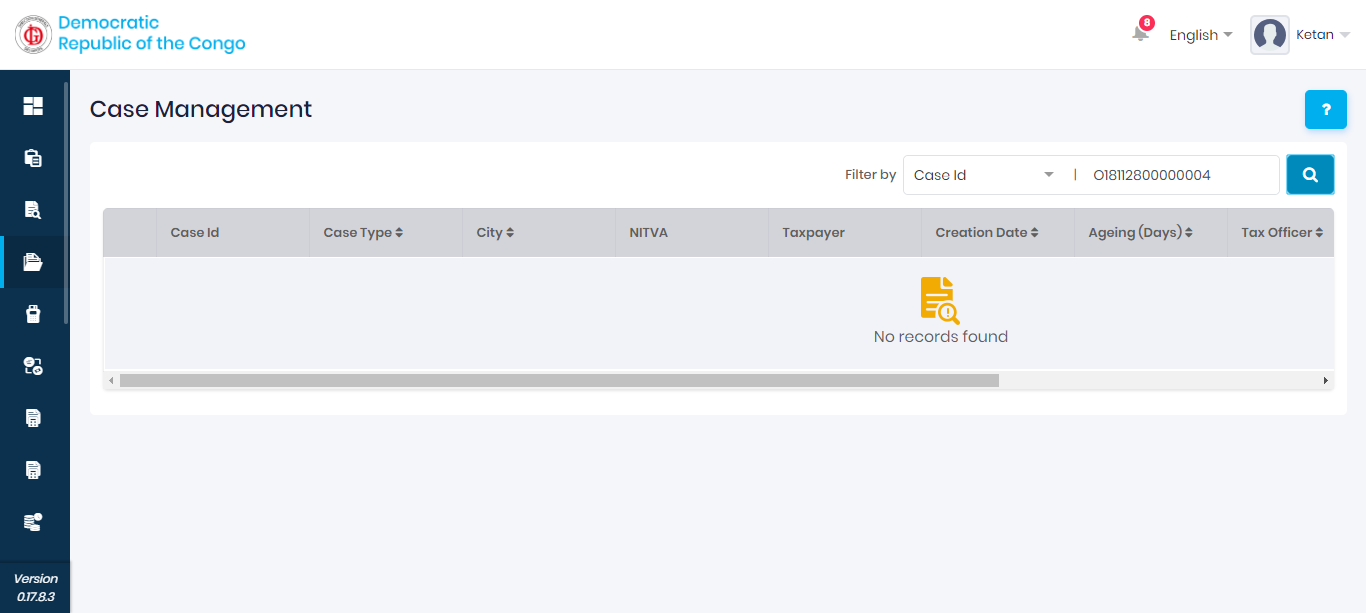 Democratic
Republic of the Congo
8
English
Ketan
Case Management
?
Filter by
Case Id
|
O18112800000004
Case Id
Case Type
City
NITVA
Taxpayer
Creation Date
Ageing (Days)
Tax Officer
No records found
Version
0.17.8.3